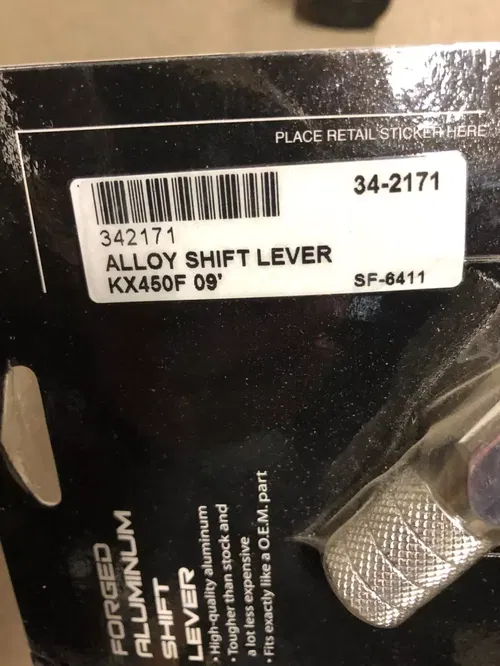 PLACE RETAIL STICKER HERE
34-2171
342171
ALLOY SHIFT LEVER
KX450F 09'
SF-6411
FORGED
ALUMINUM
SHIFT
LEVER
• High-quality aluminum
• Tougher than stock and
a lot less expensive
• Fits exactly like a O.E.M. part